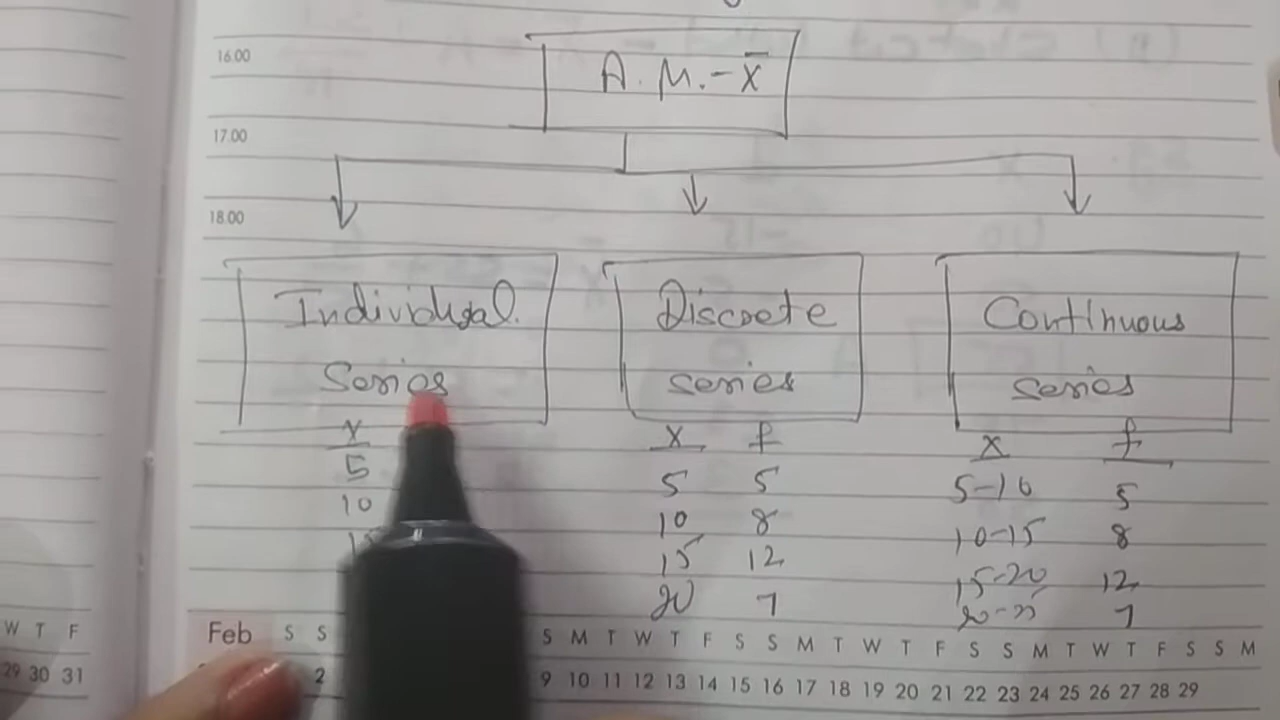 16.00
A.M. - x̄
17.00
18.00
Individual
Series
Discrete
series
Continuous
series
X
5
10
15
X f
5 5
10 8
15 12
20 7
X f
5-10 5
10-15 8
15-20 12
7
W T F
29 30 31
Feb S S S M T W T F S S M T W T F S S M T W T F S S M
2 9 10 11 12 13 14 15 16 17 18 19 20 21 22 23 24 25 26 27 28 29